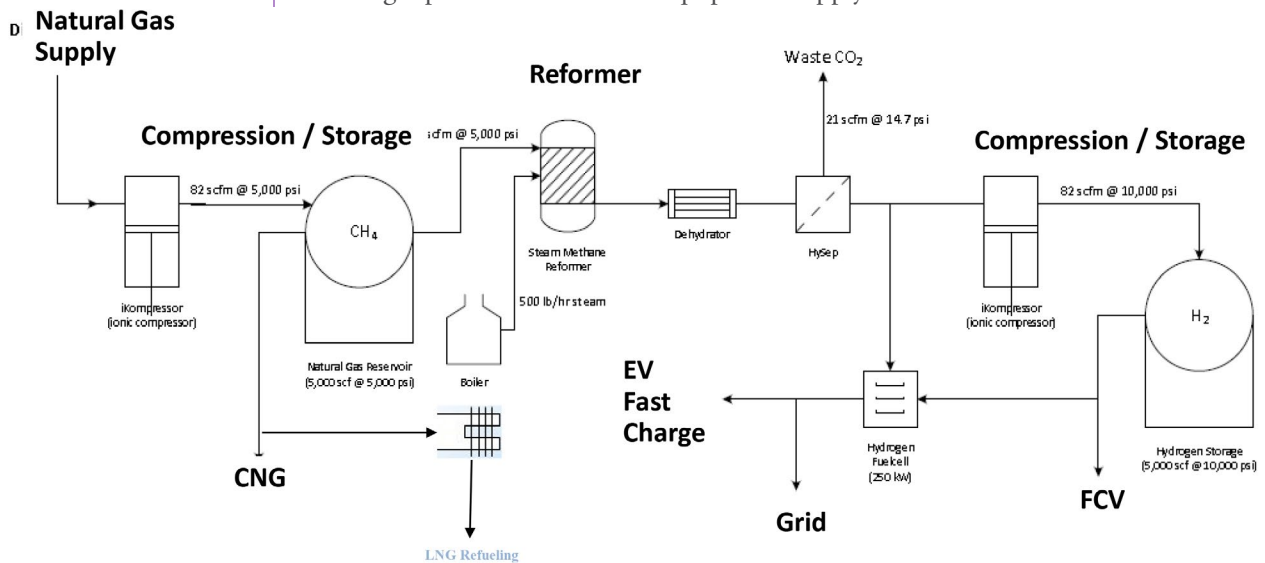 Natural Gas
Supply
Compression / Storage
82 scfm @ 5,000 psi
iKompressor
(ionic compressor)
CH₄
Natural Gas Reservoir
(5,000 scf @ 5,000 psi)
@ 5,000 psi
Reformer
Steam Methane
Reformer
500 lb/hr steam
Boiler
Dehydrator
Waste CO₂
21 scfm @ 14.7 psi
HySep
Compression / Storage
82 scfm @ 10,000 psi
iKompressor
(ionic compressor)
H₂
Hydrogen Storage
(5,000 scf @ 10,000 psi)
EV
Fast
Charge
Hydrogen
Fuelcell
(250 kW)
Grid
FCV
CNG
LNG Refueling